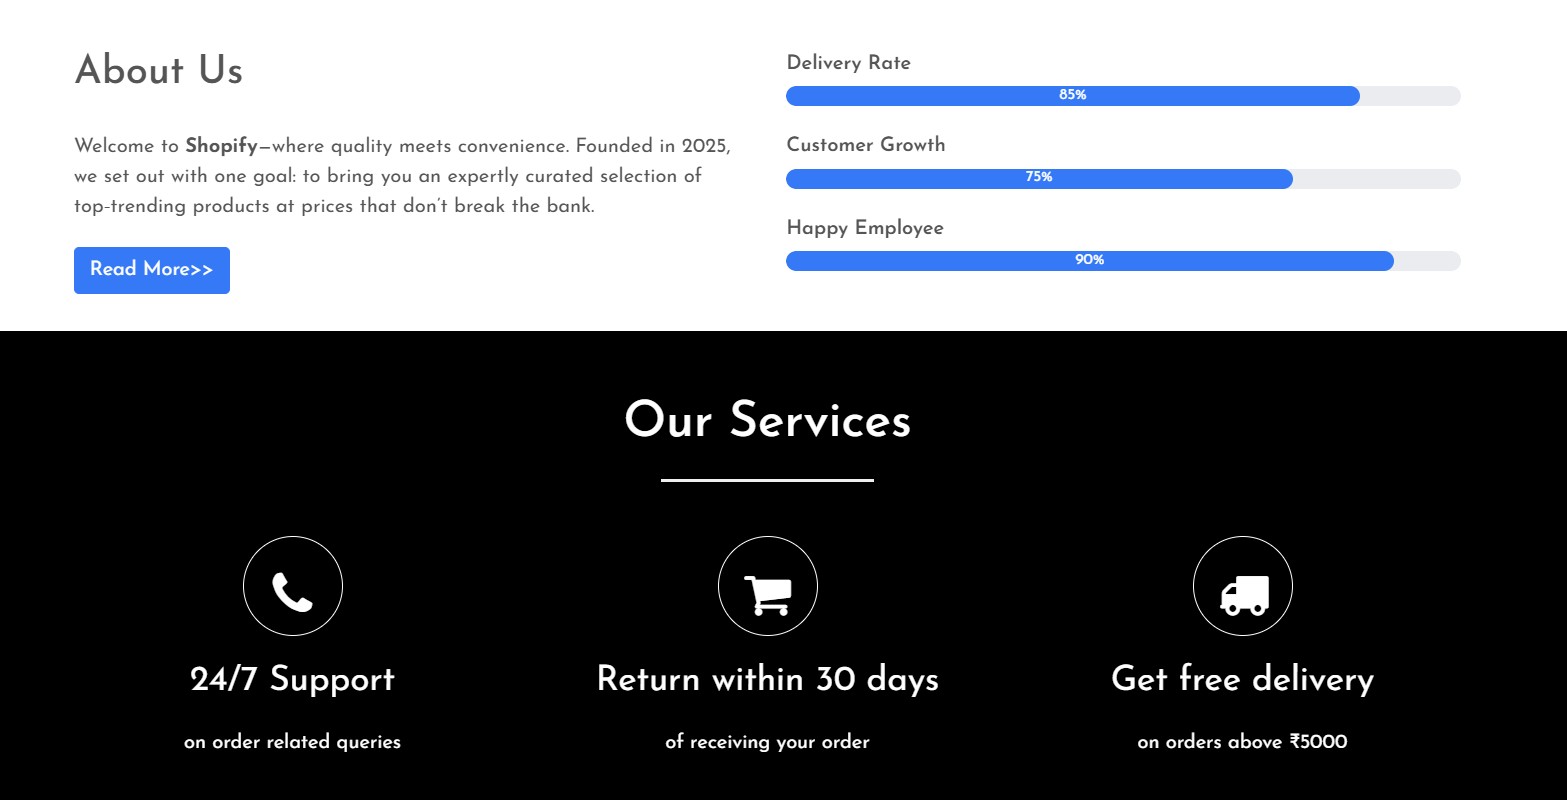 About Us
Welcome to Shopify—where quality meets convenience. Founded in 2025,
we set out with one goal: to bring you an expertly curated selection of
top-trending products at prices that don’t break the bank.
Read More>>
Delivery Rate
85%
Customer Growth
75%
Happy Employee
90%
Our Services
24/7 Support
on order related queries
Return within 30 days
of receiving your order
Get free delivery
on orders above ₹5000